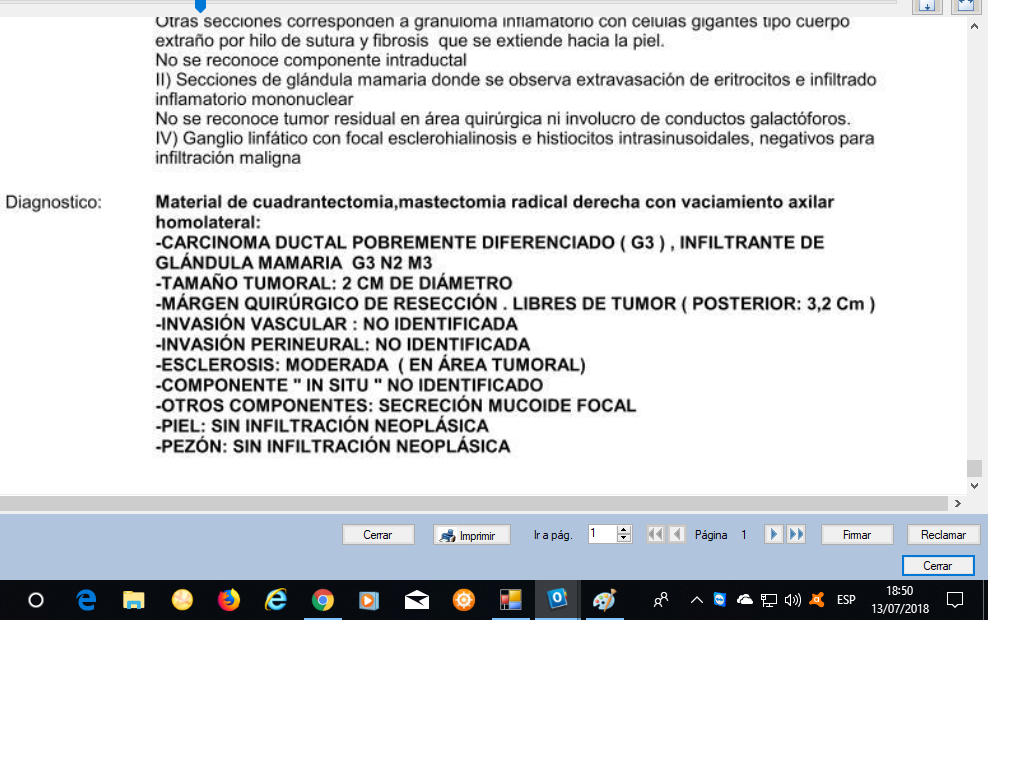 Otras secciones corresponden a granuloma inflamatorio con celulas gigantes tipo cuerpo
extraño por hilo de sutura y fibrosis  que se extiende hacia la piel.
No se reconoce componente intraductal
II) Secciones de glándula mamaria donde se observa extravasación de eritrocitos e infiltrado
inflamatorio mononuclear
No se reconoce tumor residual en área quirúrgica ni involucro de conductos galactóforos.
IV) Ganglio linfático con focal esclerohialinosis e histiocitos intrasinusoidales, negativos para
infiltración maligna
Diagnostico:
Material de cuadrantectomia,mastectomia radical derecha con vaciamiento axilar
homolateral:
-CARCINOMA DUCTAL POBREMENTE DIFERENCIADO ( G3 ) , INFILTRANTE DE
GLÁNDULA MAMARIA  G3 N2 M3
-TAMAÑO TUMORAL: 2 CM DE DIÁMETRO
-MÁRGEN QUIRÚRGICO DE RESECCIÓN . LIBRES DE TUMOR ( POSTERIOR: 3,2 Cm )
-INVASIÓN VASCULAR : NO IDENTIFICADA
-INVASIÓN PERINEURAL: NO IDENTIFICADA
-ESCLEROSIS: MODERADA  ( EN ÁREA TUMORAL)
-COMPONENTE " IN SITU " NO IDENTIFICADO
-OTROS COMPONENTES: SECRECIÓN MUCOIDE FOCAL
-PIEL: SIN INFILTRACIÓN NEOPLÁSICA
-PEZÓN: SIN INFILTRACIÓN NEOPLÁSICA
Cerrar Imprimir Ir a pág. 1 Página 1 Firmar Reclamar
Cerrar
ESP
18:50
13/07/2018